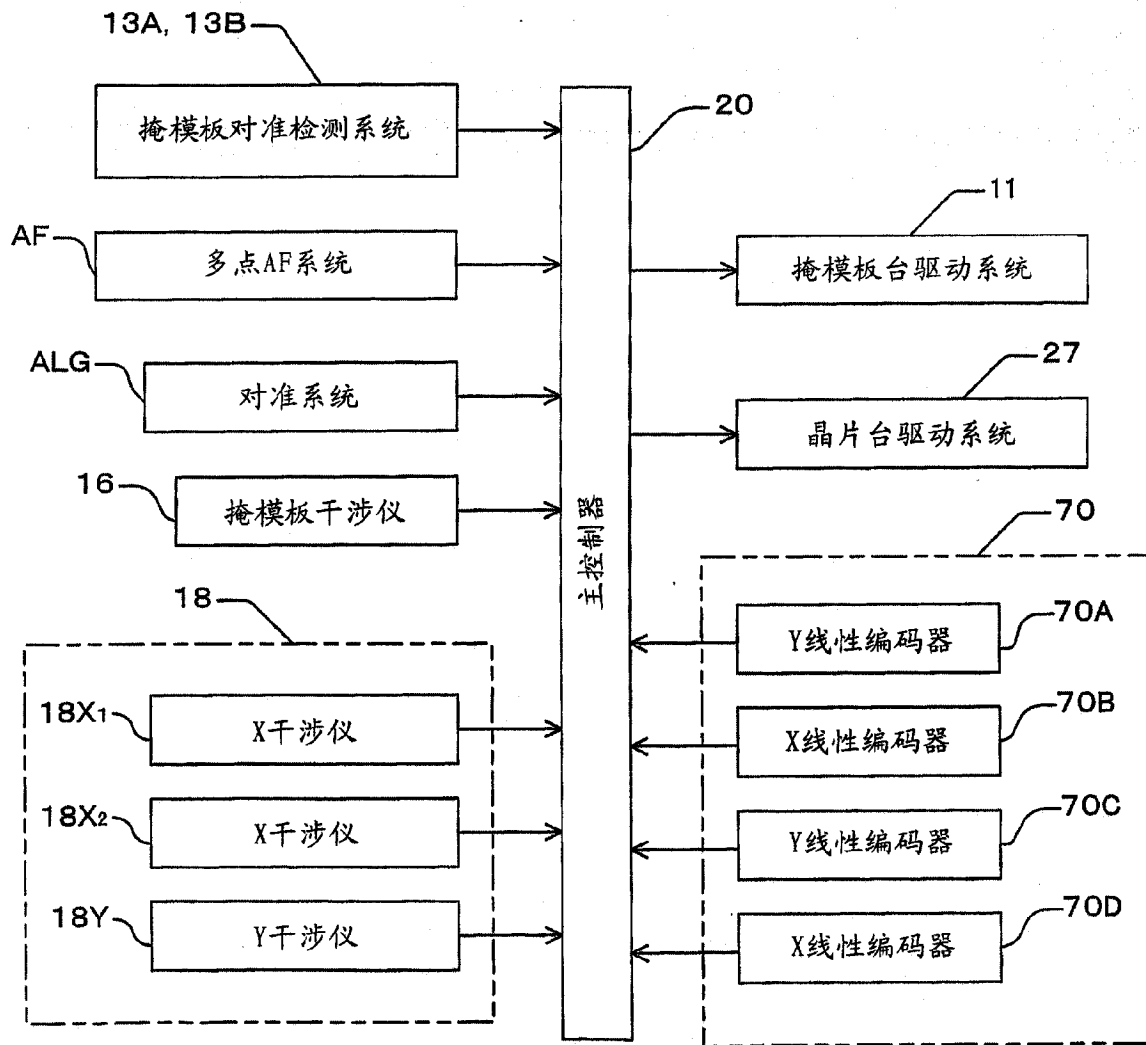 13A, 13B
掩模板对准检测系统
AF
多点AF系统
ALG
对准系统
16
掩模板干涉仪
18
18X1
X干涉仪
18X2
X干涉仪
18Y
Y干涉仪
20
主控制器
11
掩模板台驱动系统
27
晶片台驱动系统
70
70A
Y线性编码器
70B
X线性编码器
70C
Y线性编码器
70D
X线性编码器